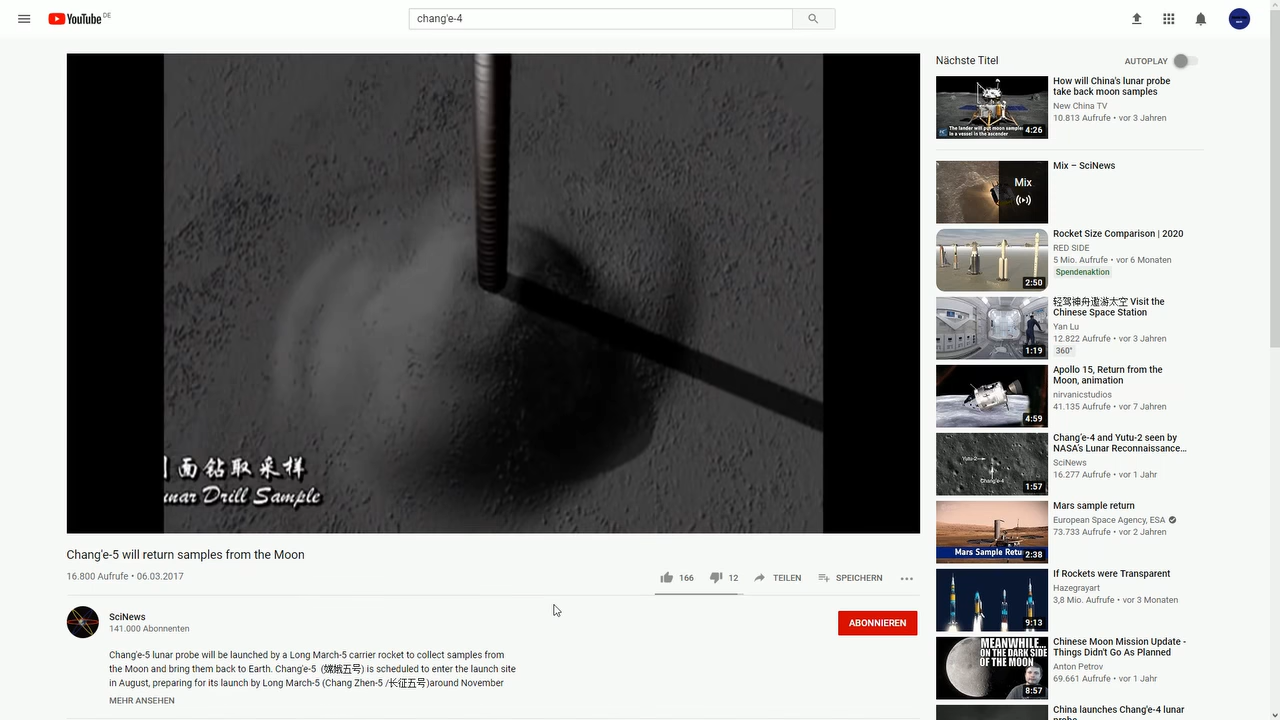 YouTube DE
chang'e-4
面钻取采样
unar Drill Sample
Chang'e-5 will return samples from the Moon
16.800 Aufrufe • 06.03.2017
166
12
TEILEN
SPEICHERN
SciNews
141.000 Abonnenten
ABONNIEREN
Chang'e-5 lunar probe will be launched by a Long March-5 carrier rocket to collect samples from
the Moon and bring them back to Earth. Chang'e-5 (嫦娥五号) is scheduled to enter the launch site
in August, preparing for its launch by Long March-5 (Chang Zhen-5 /长征五号)around November
MEHR ANSEHEN
Nächste Titel
AUTOPLAY
The lander will put moon samples
in a vessel in the ascender
4:26
How will China's lunar probe
take back moon samples
New China TV
10.813 Aufrufe • vor 3 Jahren
Mix
Mix – SciNews
2:50
Rocket Size Comparison | 2020
RED SIDE
5 Mio. Aufrufe • vor 6 Monaten
Spendenaktion
1:19
轻驾神舟遨游太空 Visit the
Chinese Space Station
Yan Lu
12.822 Aufrufe • vor 3 Jahren
360°
4:59
Apollo 15, Return from the
Moon, animation
nirvanicstudios
41.135 Aufrufe • vor 7 Jahren
Yutu-2
Chang'e-4
1:57
Chang'e-4 and Yutu-2 seen by
NASA's Lunar Reconnaissance...
SciNews
16.277 Aufrufe • vor 1 Jahr
Mars Sample Retu
2:38
Mars sample return
European Space Agency, ESA
73.733 Aufrufe • vor 2 Jahren
9:13
If Rockets were Transparent
Hazegrayart
3,8 Mio. Aufrufe • vor 3 Monaten
MEANWHILE...
ON THE DARK SIDE
OF THE MOON
8:57
Chinese Moon Mission Update -
Things Didn't Go As Planned
Anton Petrov
69.661 Aufrufe • vor 1 Jahr
China launches Chang'e-4 lunar
probe